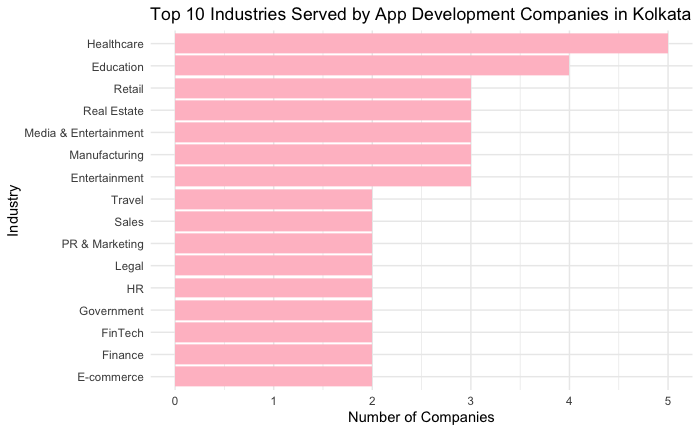 Top 10 Industries Served by App Development Companies in Kolkata
Industry
Healthcare
Education
Retail
Real Estate
Media & Entertainment
Manufacturing
Entertainment
Travel
Sales
PR & Marketing
Legal
HR
Government
FinTech
Finance
E-commerce
0 1 2 3 4 5
Number of Companies